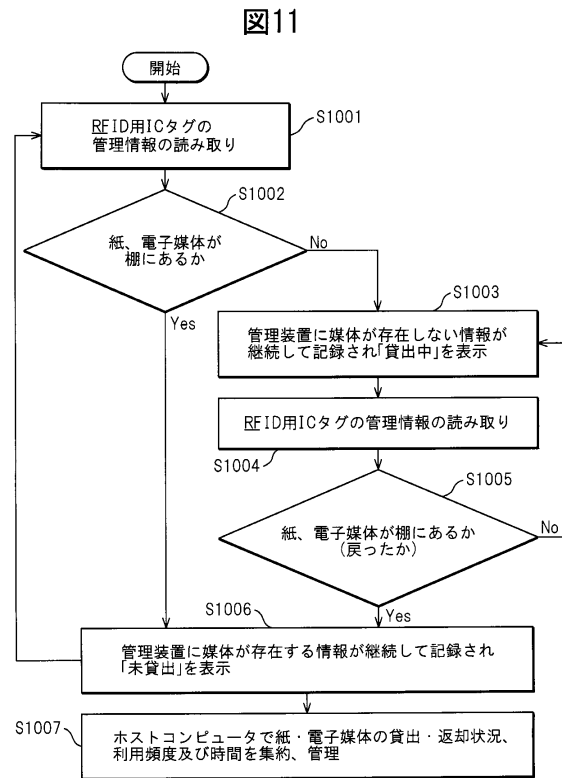 図11
開始
RFID用ICタグの
管理情報の読み取り
S1001
S1002
紙、電子媒体が
棚にあるか
No
Yes
S1003
管理装置に媒体が存在しない情報が
継続して記録され「貸出中」を表示
RFID用ICタグの管理情報の読み取り
S1004
S1005
紙、電子媒体が棚にあるか
(戻ったか)
No
Yes
S1006
管理装置に媒体が存在する情報が継続して記録され
「未貸出」を表示
S1007
ホストコンピュータで紙・電子媒体の貸出・返却状況、
利用頻度及び時間を集約、管理